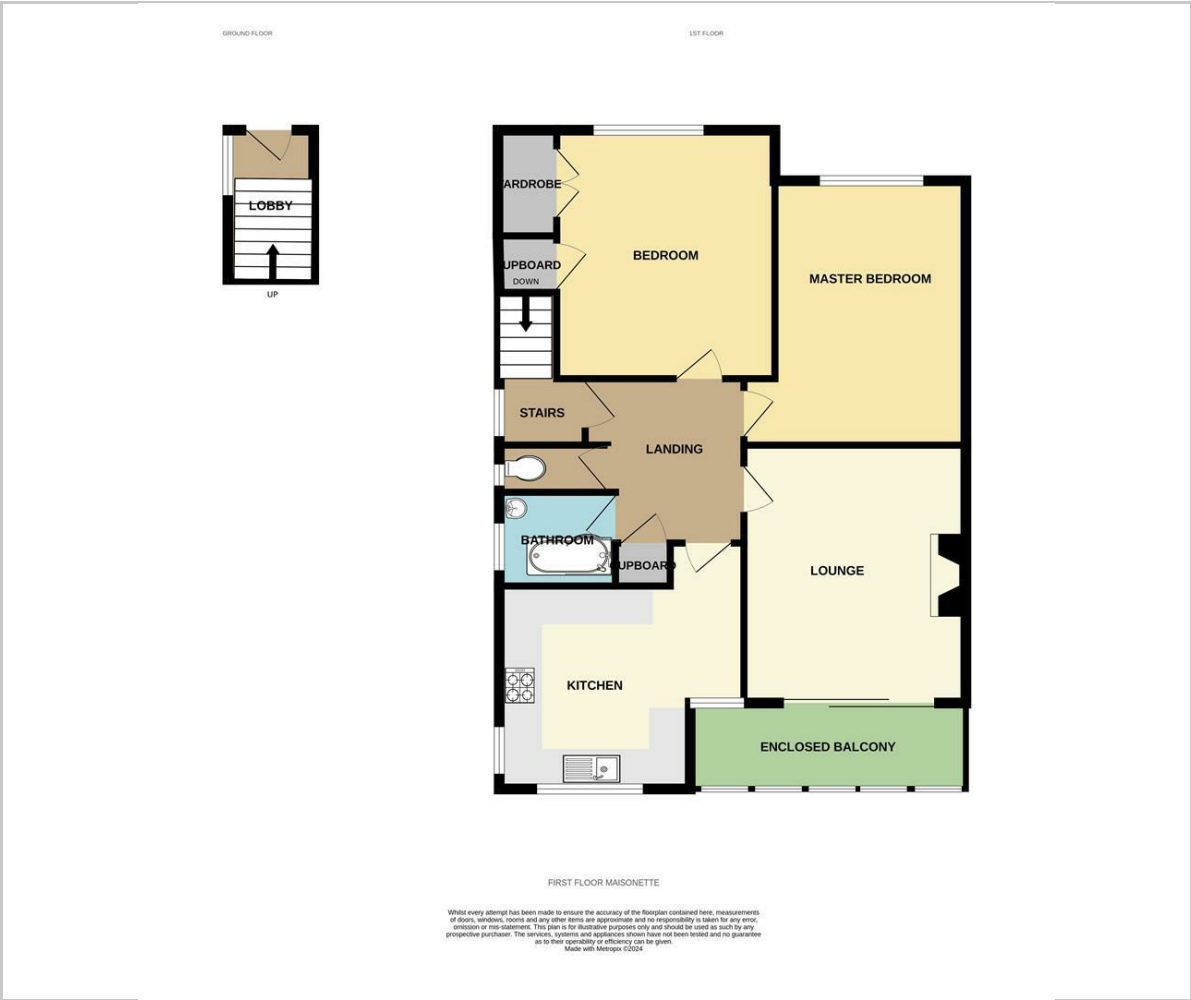 GROUND FLOOR
1ST FLOOR
ARDROBE
LOBBY
UPBOARD
DOWN
BEDROOM
MASTER BEDROOM
UP
STAIRS
LANDING
BATHROOM
UPBOARD
LOUNGE
KITCHEN
ENCLOSED BALCONY
FIRST FLOOR MAISONETTE
Whilst every attempt has been made to ensure the accuracy of the floorplan contained here, measurements
of doors, windows, rooms and any other items are approximate and no responsibility is taken for any error,
omission or mis-statement. This plan is for illustrative purposes only and should be used as such by any
prospective purchaser. The services, systems and appliances shown have not been tested and no guarantee
as to their operability or efficiency can be given.
Made with Metropix ©2024